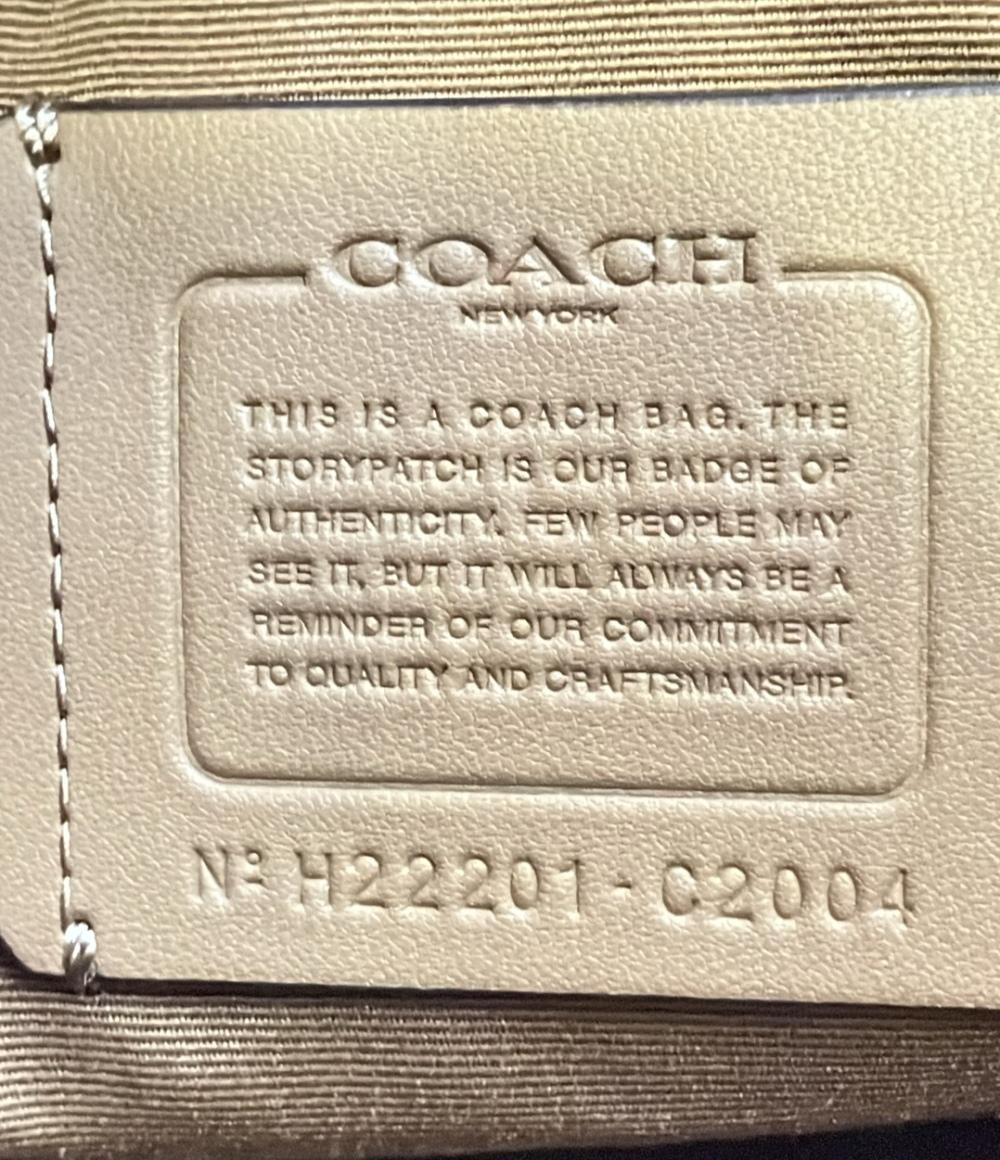 COACH
NEW YORK
THIS IS A COACH BAG. THE
STORYPATCH IS OUR BADGE OF
AUTHENTICITY. FEW PEOPLE MAY
SEE IT, BUT IT WILL ALWAYS BE A
REMINDER OF OUR COMMITMENT
TO QUALITY AND CRAFTSMANSHIP.
Nº H22201-C2004